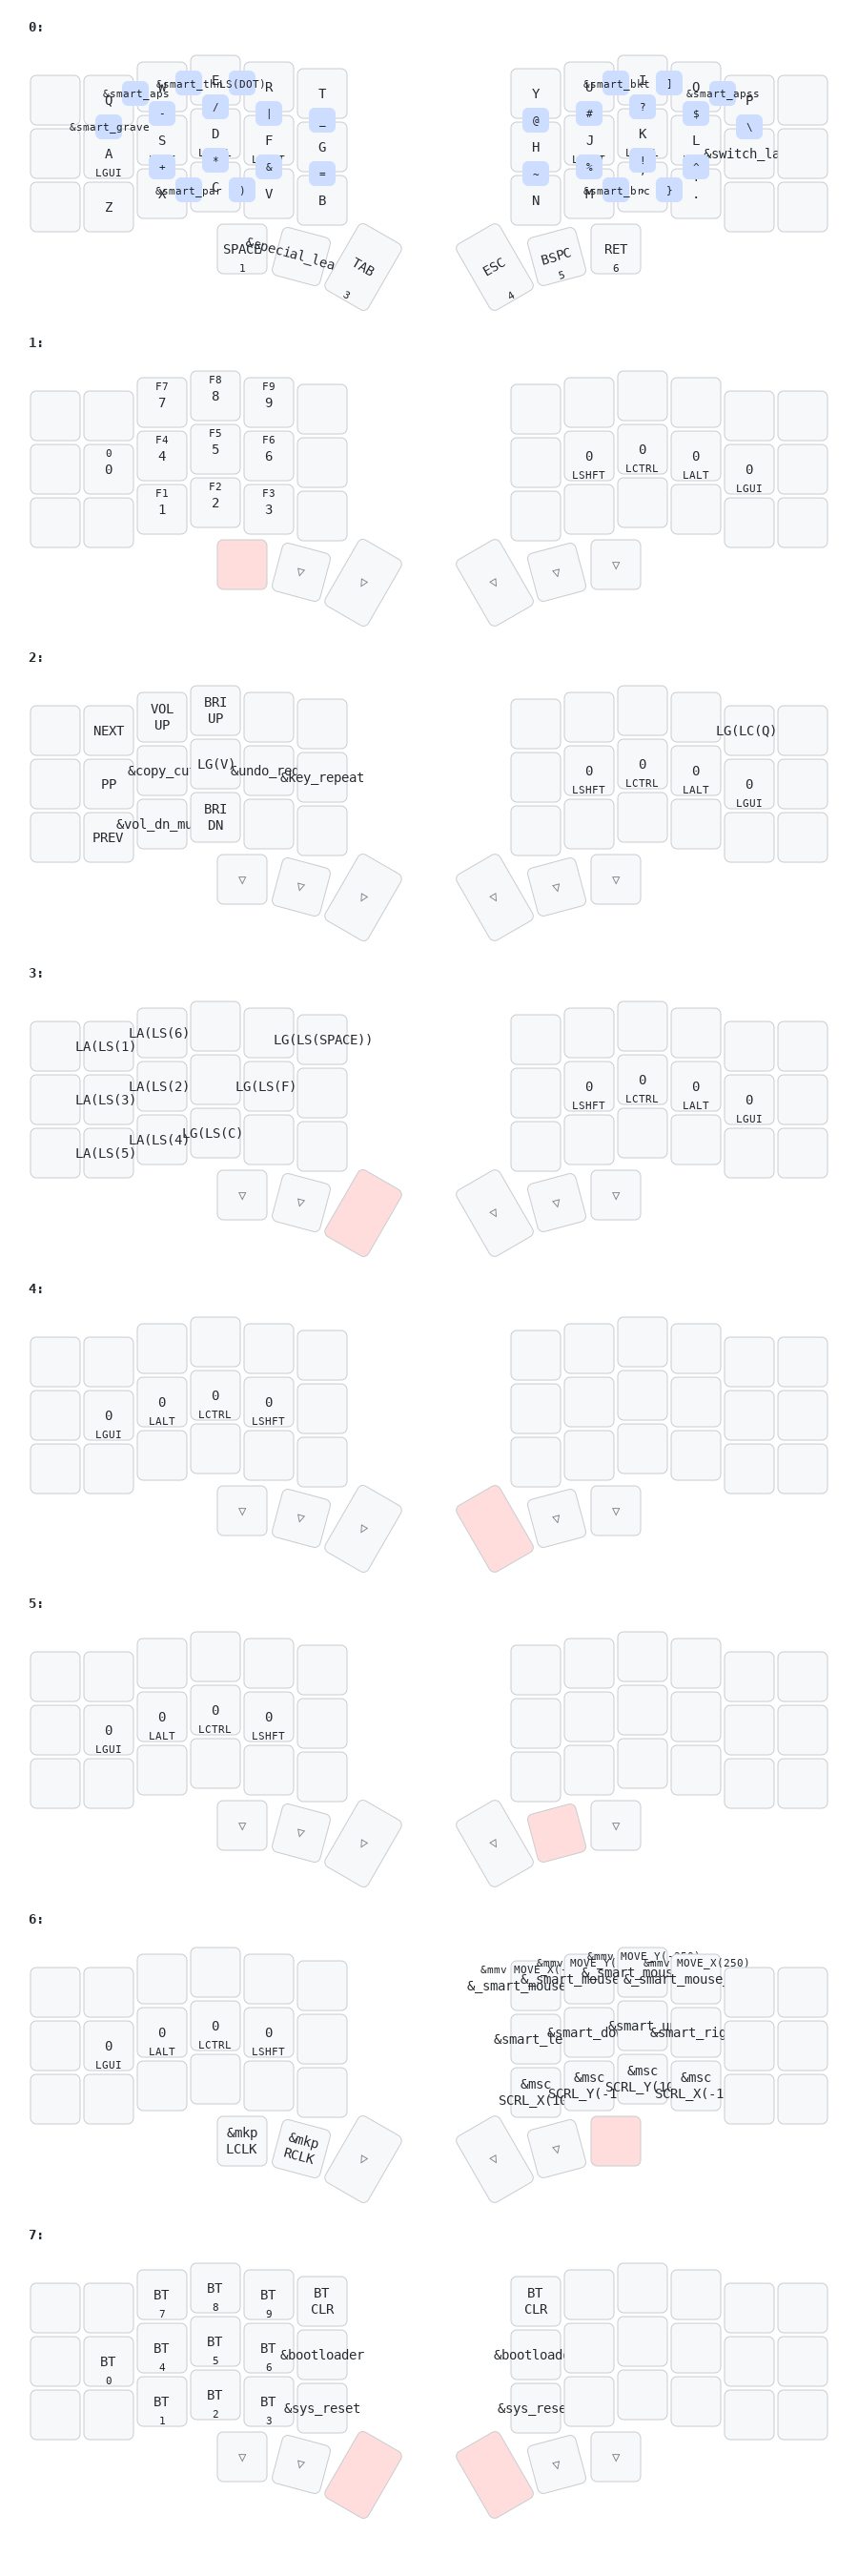 0:
Q W E R T
&smart_aps &smart_th LS(DOT)
- / | _
&smart_grave
A S D F G
LGUI
+ * & =
Z X C V B
&smart_par )
SPACE &special_lea TAB
1 3
Y U I O P
&smart_bkt ] &smart_apss
@ # ? $ \
H J K L &switch_la
~ % ! ^
N M , .
&smart_brc }
ESC BSPC RET
4 5 6
1:
F7 F8 F9
7 8 9
0 F4 F5 F6
0 4 5 6
F1 F2 F3
1 2 3
0 0 0 0
LSHFT LCTRL LALT LGUI
▽ ▽ ▽ ▽ ▽
2:
NEXT VOL UP BRI UP
PP &copy_cu LG(V) &undo_red &key_repeat
PREV &vol_dn_mu BRI DN
LG(LC(Q)
0 0 0 0
LSHFT LCTRL LALT LGUI
▽ ▽ ▽ ▽ ▽ ▽
3:
LA(LS(1) LA(LS(6) LG(LS(SPACE))
LA(LS(3) LA(LS(2) LG(LS(F)
LA(LS(5) LA(LS(4) LG(LS(C)
0 0 0 0
LSHFT LCTRL LALT LGUI
▽ ▽ ▽ ▽ ▽
4:
0 0 0 0
LGUI LALT LCTRL LSHFT
▽ ▽ ▽ ▽ ▽
5:
0 0 0 0
LGUI LALT LCTRL LSHFT
▽ ▽ ▽ ▽ ▽
6:
0 0 0 0
LGUI LALT LCTRL LSHFT
&mkp LCLK &mkp RCLK ▽
&mmv MOVE_X(- &mmv MOVE_Y( &mmv MOVE_Y(-250) &mmv MOVE_X(250)
&_smart_mouse &_smart_mouse &_smart_mous &_smart_mouse_
&smart_le &smart_do &smart_u &smart_rig
&msc SCRL_X(10 &msc SCRL_Y(-1 &msc SCRL_Y(10 &msc SCRL_X(-1
▽ ▽
7:
BT 7 BT 8 BT 9 BT CLR
BT 0 BT 4 BT 5 BT 6 &bootloader
BT 1 BT 2 BT 3 &sys_reset
▽ ▽
BT CLR
&bootload
&sys_rese
▽ ▽